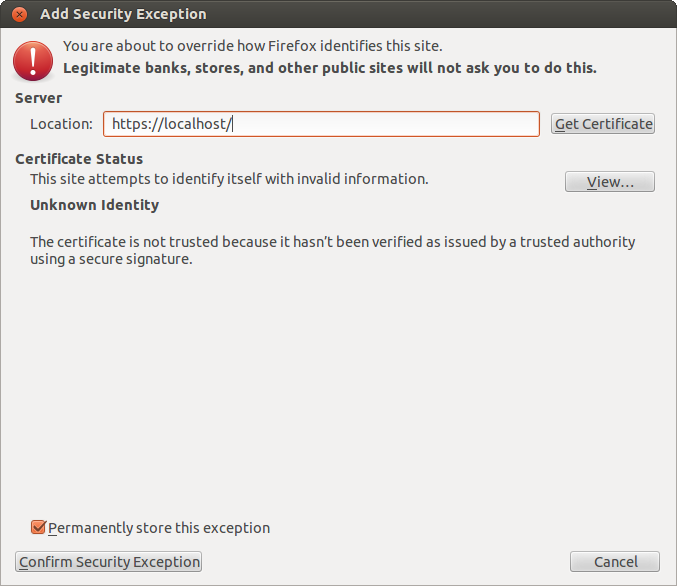 Add Security Exception
You are about to override how Firefox identifies this site.
Legitimate banks, stores, and other public sites will not ask you to do this.
Server
Location: https://localhost/ Get Certificate
Certificate Status
This site attempts to identify itself with invalid information. View...
Unknown Identity
The certificate is not trusted because it hasn't been verified as issued by a trusted authority
using a secure signature.
Permanently store this exception
Confirm Security Exception Cancel